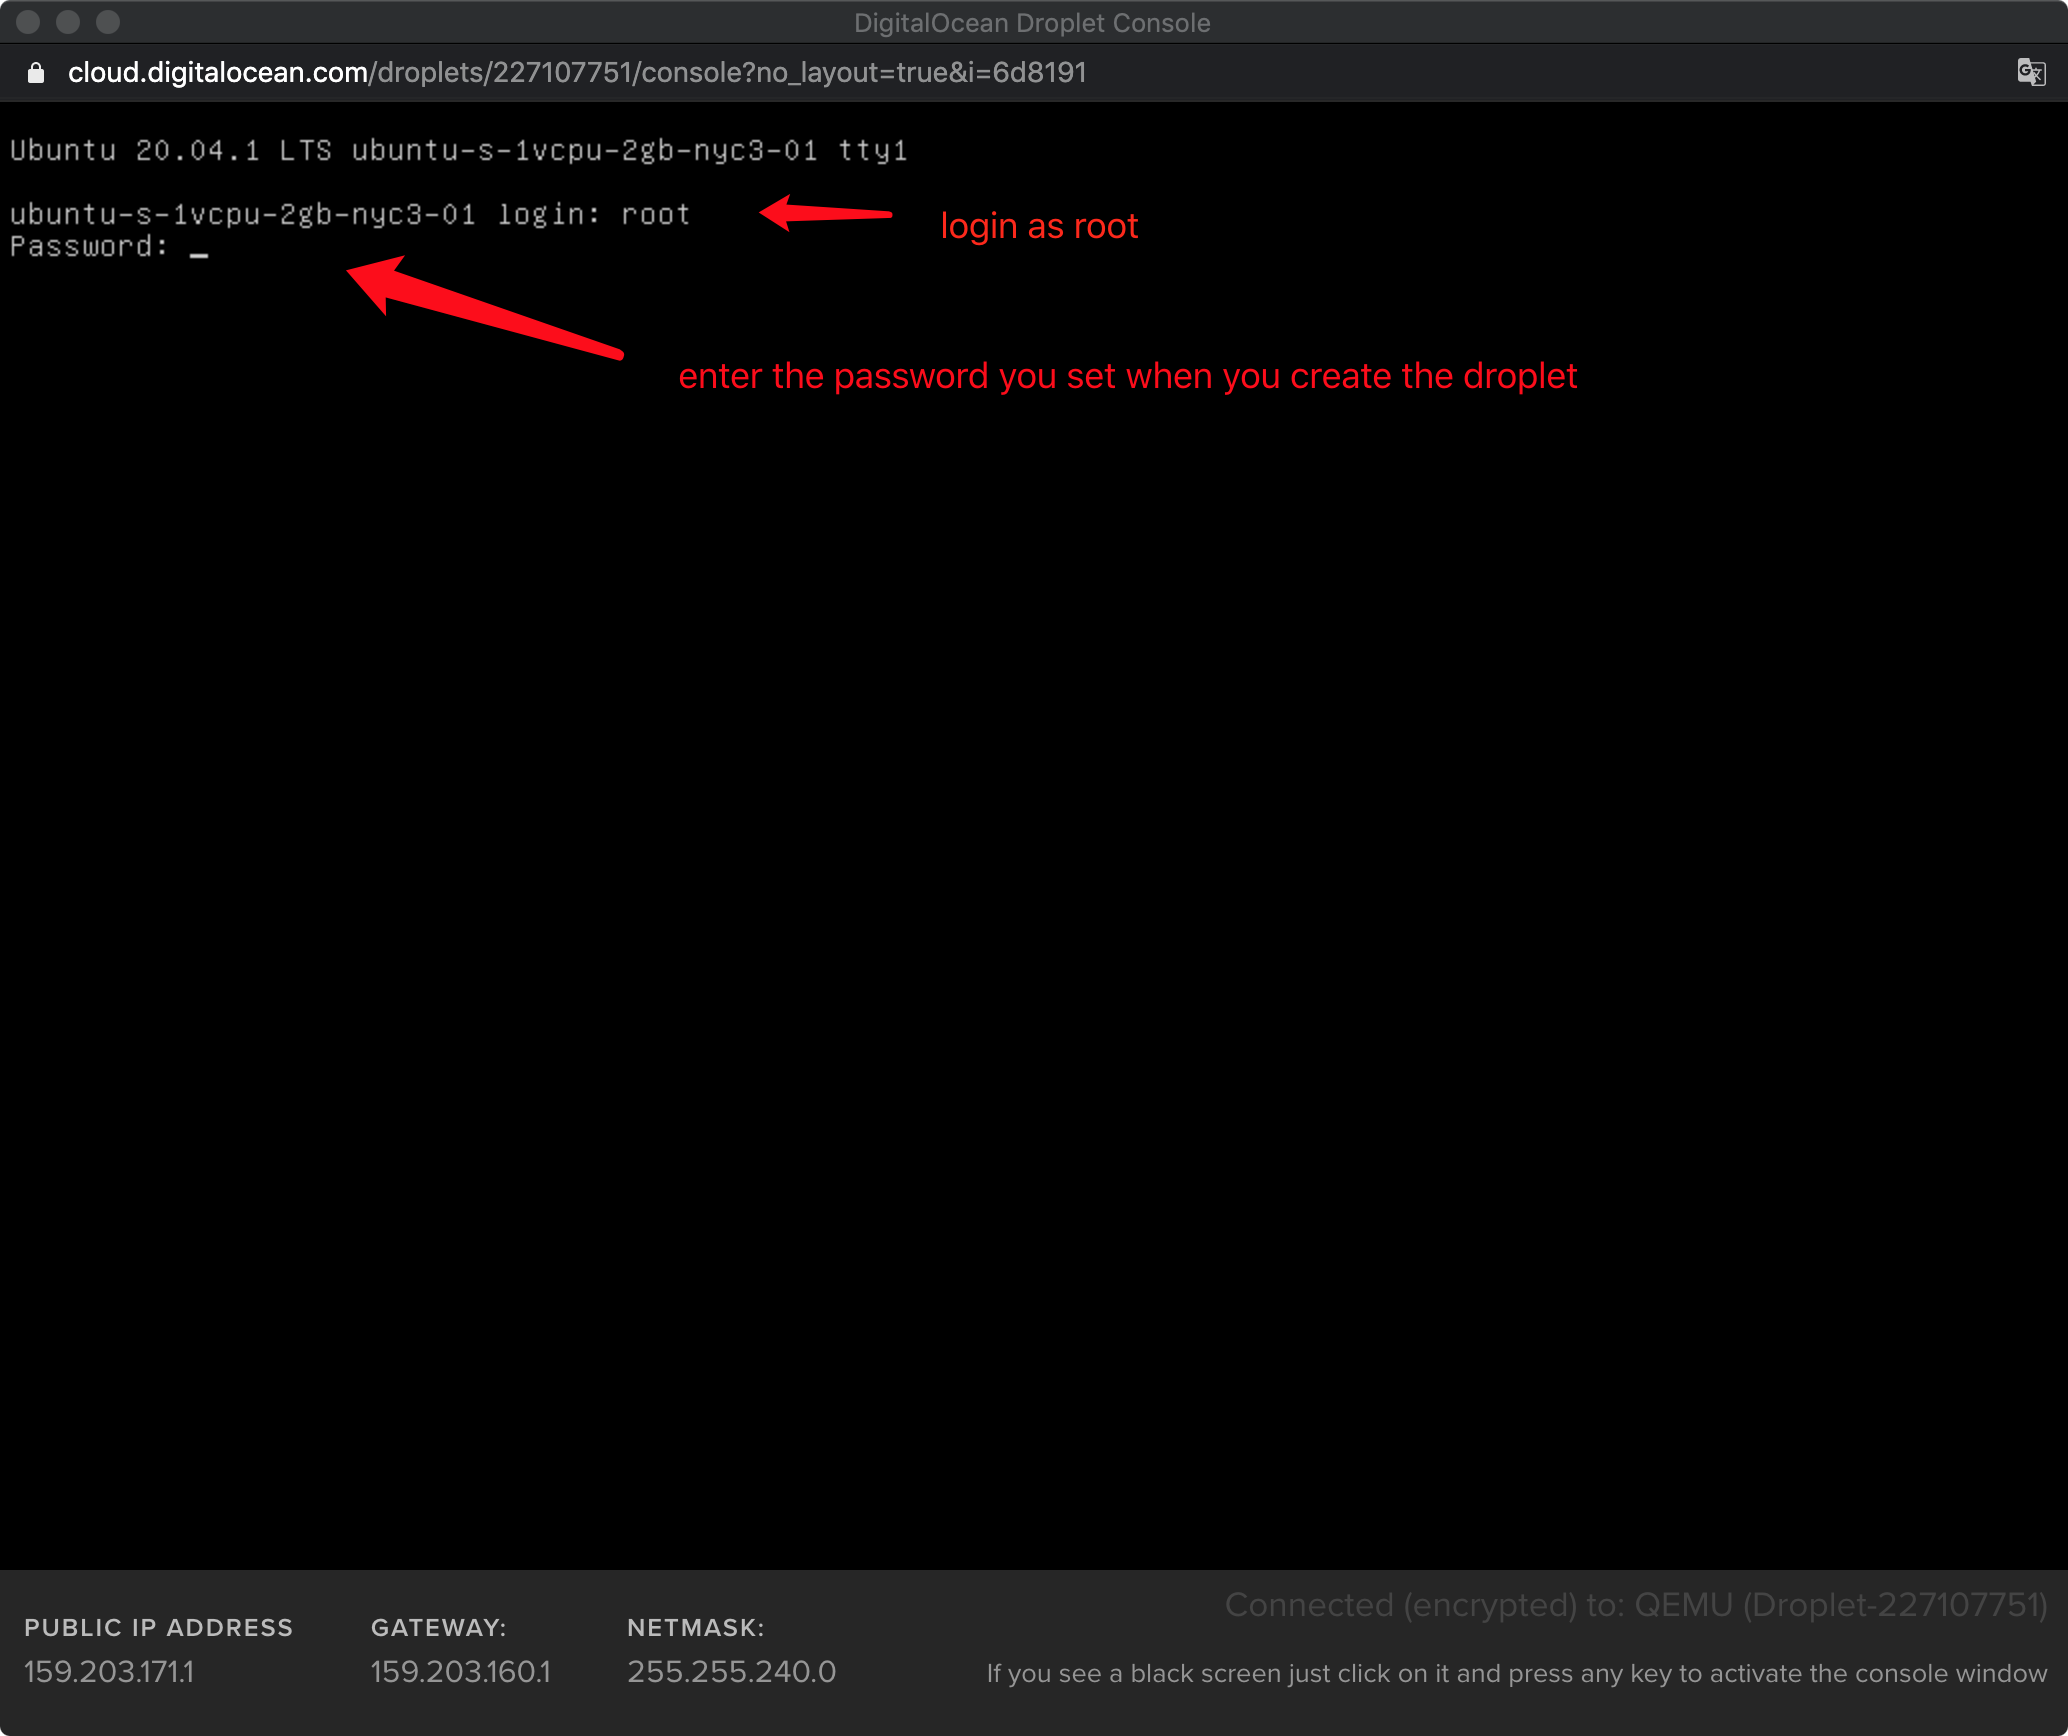 DigitalOcean Droplet Console
cloud.digitalocean.com/droplets/227107751/console?no_layout=true&i=6d8191
Ubuntu 20.04.1 LTS ubuntu-s-1vcpu-2gb-nyc3-01 tty1
ubuntu-s-1vcpu-2gb-nyc3-01 login: root
login as root
Password: _
enter the password you set when you create the droplet
Connected (encrypted) to: QEMU (Droplet-227107751)
PUBLIC IP ADDRESS
159.203.171.1
GATEWAY:
159.203.160.1
NETMASK:
255.255.240.0
If you see a black screen just click on it and press any key to activate the console window